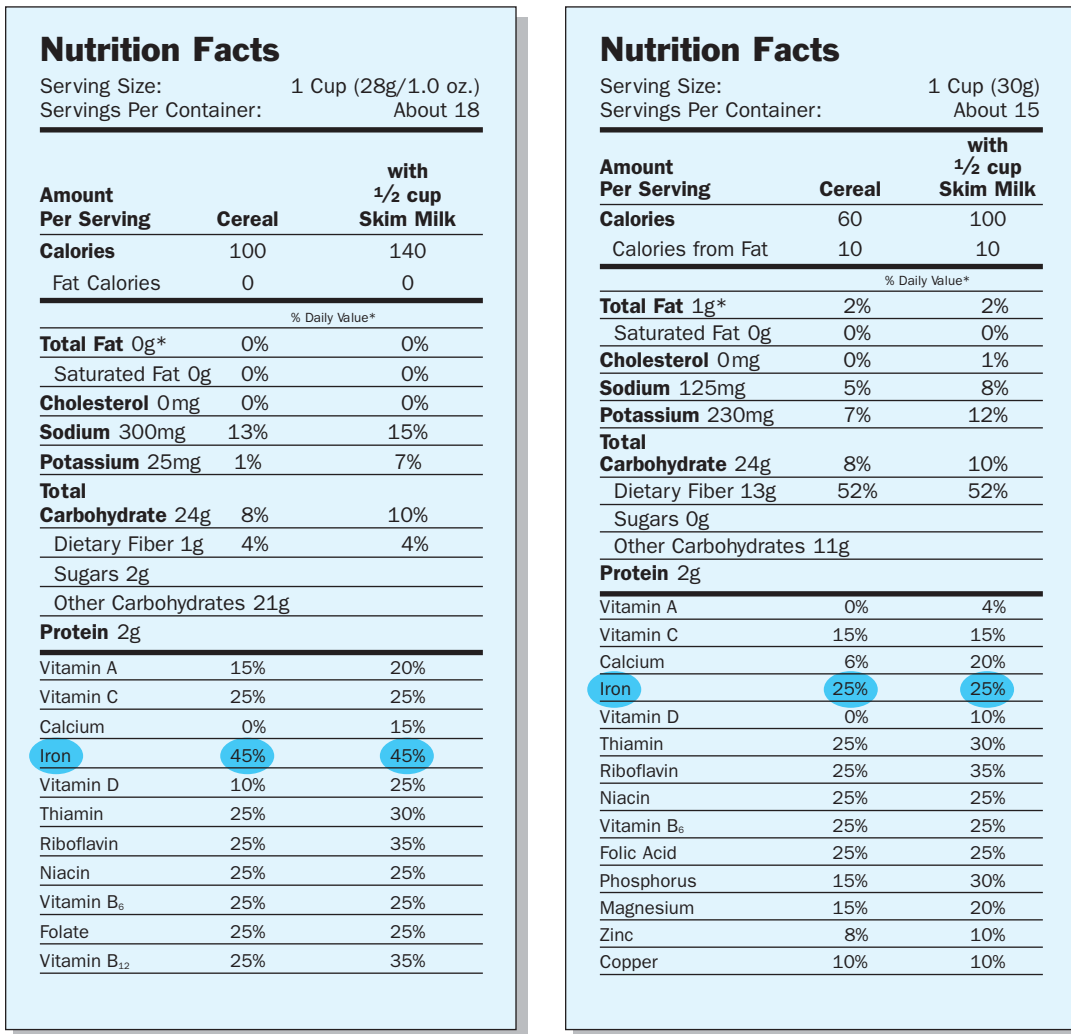 Nutrition Facts
Serving Size: 1 Cup (28g/1.0 oz.)
Servings Per Container: About 18
Amount
Per Serving Cereal with
½ cup
Skim Milk
Calories 100 140
Fat Calories 0 0
% Daily Value*
Total Fat 0g* 0% 0%
Saturated Fat 0g 0% 0%
Cholesterol 0mg 0% 0%
Sodium 300mg 13% 15%
Potassium 25mg 1% 7%
Total
Carbohydrate 24g 8% 10%
Dietary Fiber 1g 4% 4%
Sugars 2g
Other Carbohydrates 21g
Protein 2g
Vitamin A 15% 20%
Vitamin C 25% 25%
Calcium 0% 15%
Iron 45% 45%
Vitamin D 10% 25%
Thiamin 25% 30%
Riboflavin 25% 35%
Niacin 25% 25%
Vitamin B₆ 25% 25%
Folate 25% 25%
Vitamin B₁₂ 25% 35%
Nutrition Facts
Serving Size: 1 Cup (30g)
Servings Per Container: About 15
Amount
Per Serving Cereal with
½ cup
Skim Milk
Calories 60 100
Calories from Fat 10 10
% Daily Value*
Total Fat 1g* 2% 2%
Saturated Fat 0g 0% 0%
Cholesterol 0mg 0% 1%
Sodium 125mg 5% 8%
Potassium 230mg 7% 12%
Total
Carbohydrate 24g 8% 10%
Dietary Fiber 13g 52% 52%
Sugars 0g
Other Carbohydrates 11g
Protein 2g
Vitamin A 0% 4%
Vitamin C 15% 15%
Calcium 6% 20%
Iron 25% 25%
Vitamin D 0% 10%
Thiamin 25% 30%
Riboflavin 25% 35%
Niacin 25% 25%
Vitamin B₆ 25% 25%
Folic Acid 25% 25%
Phosphorus 15% 30%
Magnesium 15% 20%
Zinc 8% 10%
Copper 10% 10%